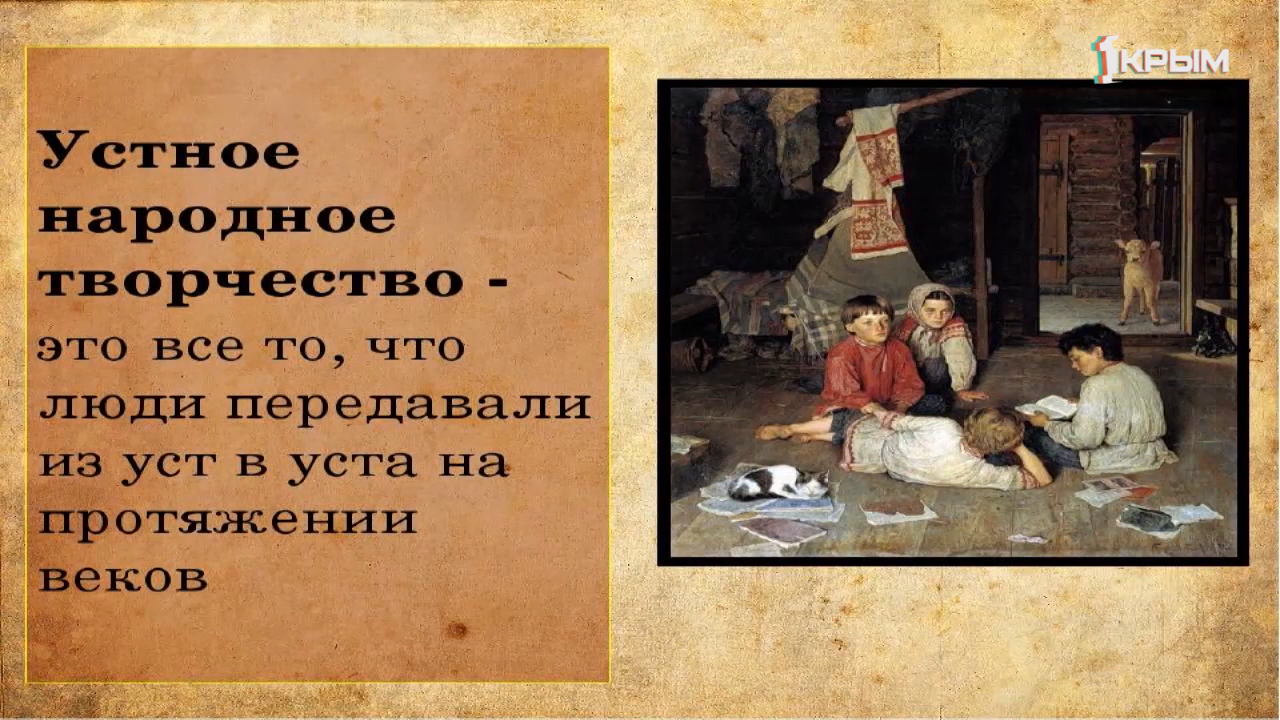 Устное
народное
творчество -
это все то, что
люди передавали
из уст в уста на
протяжении
веков
1КРЫМ